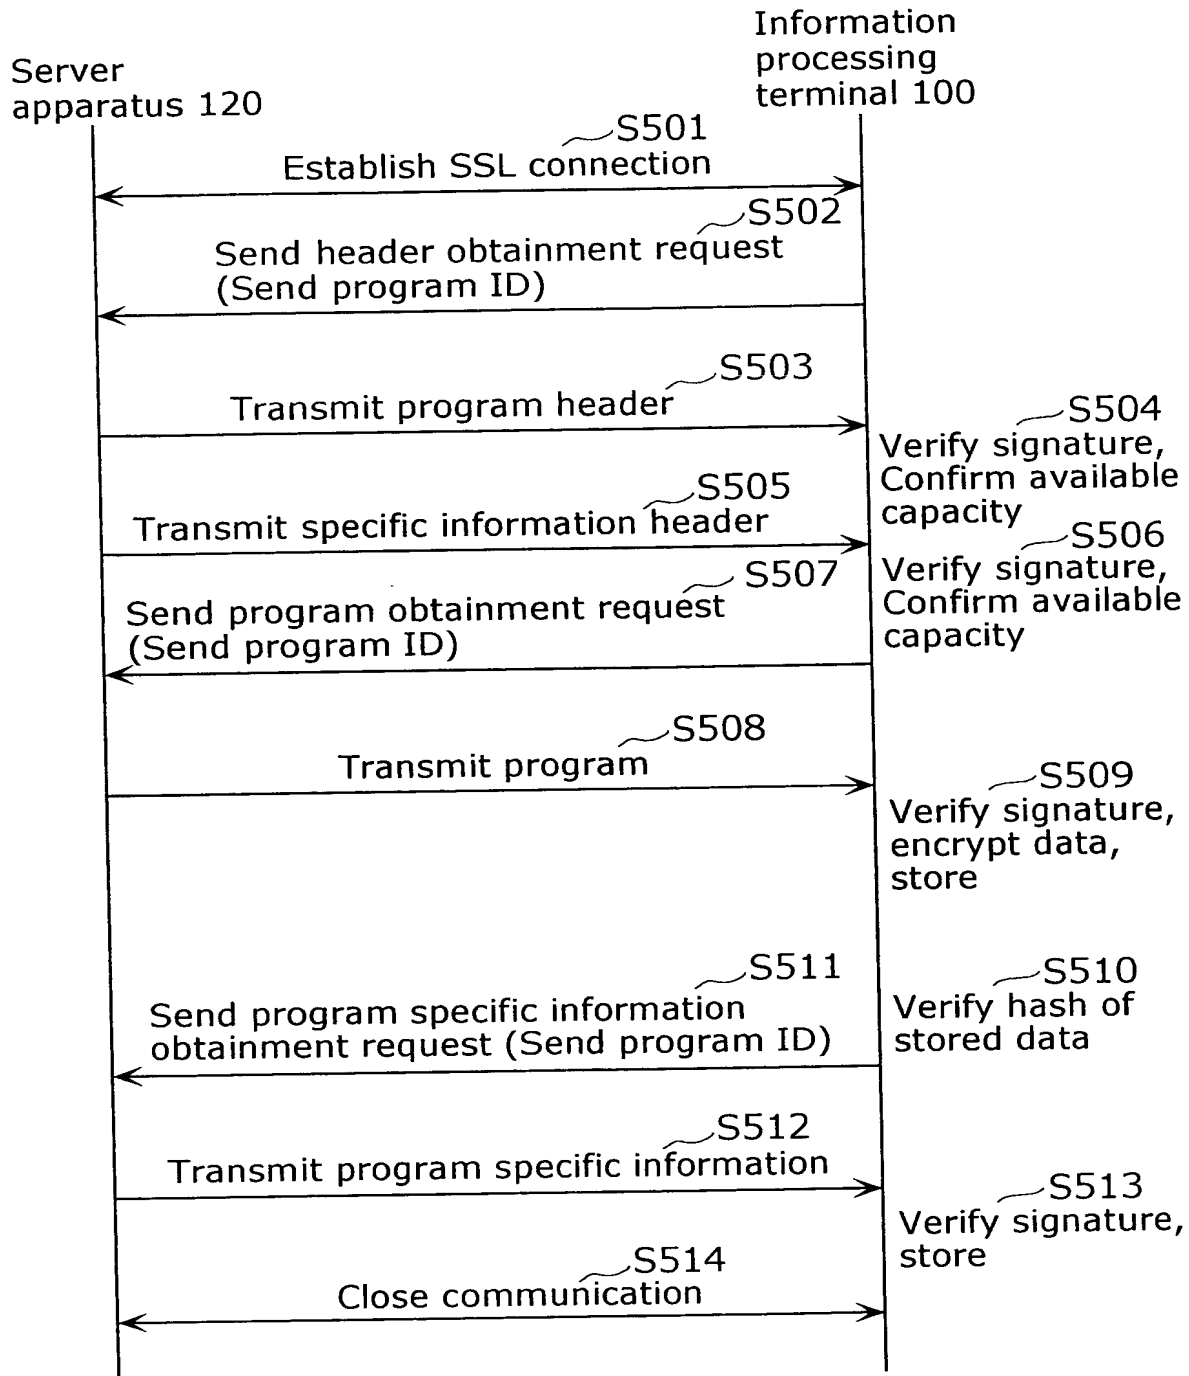 Server
apparatus 120
Information
processing
terminal 100
S501
Establish SSL connection
S502
Send header obtainment request
(Send program ID)
S503
Transmit program header
S504
Verify signature,
Confirm available
capacity
S505
Transmit specific information header
S506
Verify signature,
Confirm available
capacity
S507
Send program obtainment request
(Send program ID)
S508
Transmit program
S509
Verify signature,
encrypt data,
store
S510
Verify hash of
stored data
S511
Send program specific information
obtainment request (Send program ID)
S512
Transmit program specific information
S513
Verify signature,
store
S514
Close communication